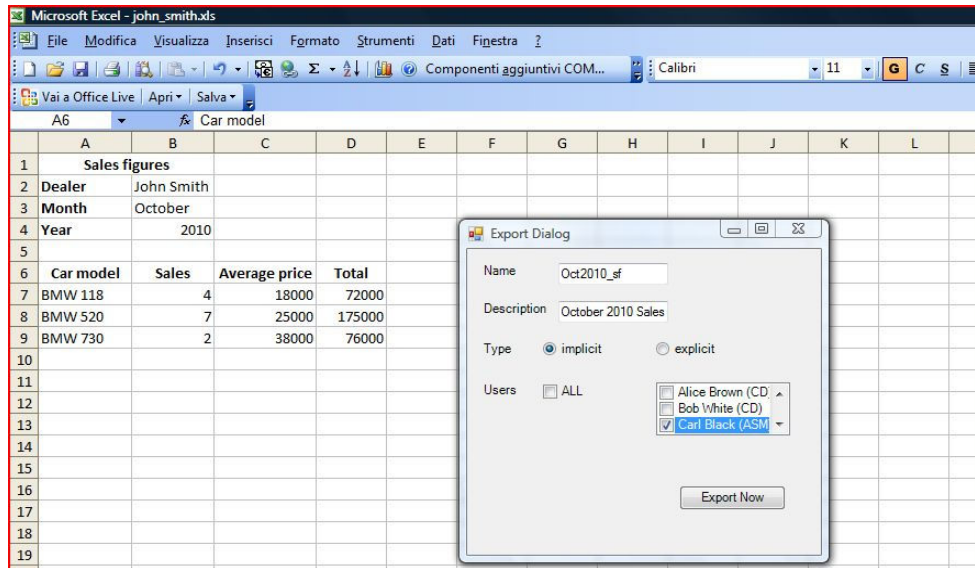 Microsoft Excel - john_smith.xls
File Modifica Visualizza Inserisci Formato Strumenti Dati Finestra ?
Σ Componenti aggiuntivi COM... Calibri 11 G C S
Vai a Office Live Apri Salva
A6 fx Car model
A B C D E F G H I J K L
1 Sales figures
2 Dealer John Smith
3 Month October
4 Year 2010
5
6 Car model Sales Average price Total
7 BMW 118 4 18000 72000
8 BMW 520 7 25000 175000
9 BMW 730 2 38000 76000
10
11
12
13
14
15
16
17
18
19
Export Dialog
Name Oct2010_sf
Description October 2010 Sales
Type implicit explicit
Users ALL
Alice Brown (CD)
Bob White (CD)
Carl Black (ASM
Export Now